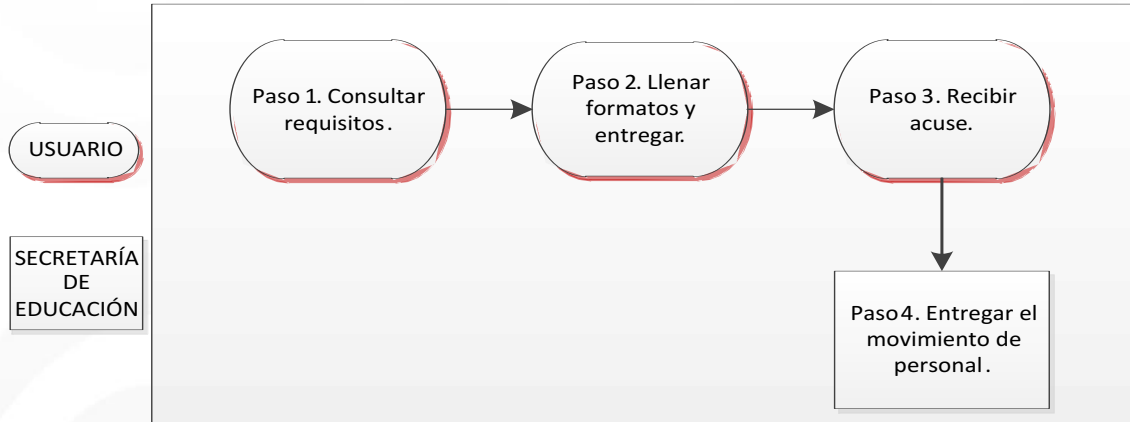 Paso 1. Consultar
requisitos.
Paso 2. Llenar
formatos y
entregar.
Paso 3. Recibir
acuse.
USUARIO
SECRETARÍA
DE
EDUCACIÓN
Paso4. Entregar el
movimiento de
personal.